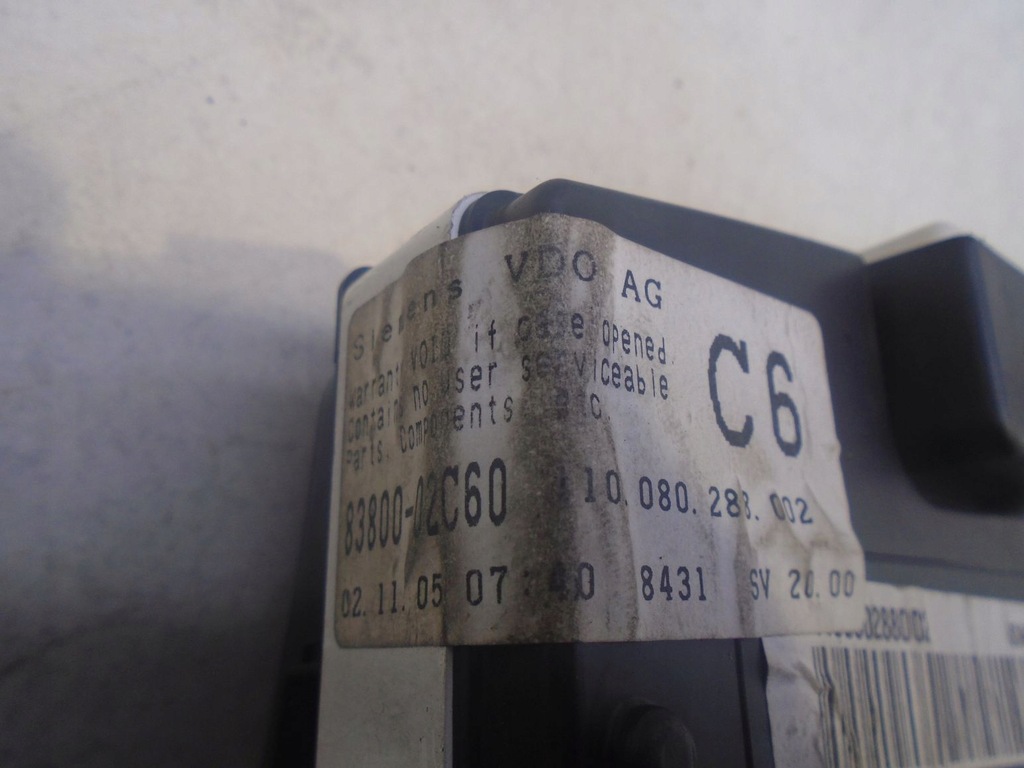 Siemens VDO AG
warranty void if case opened
contains no user serviceable
Parts. Components
C6
83800-02C60 110.080.288.002
02.11.05 07:40 8431 SV 20.00